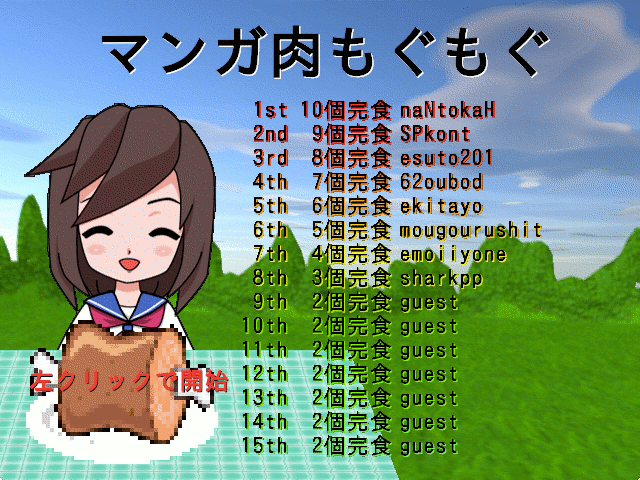 マンガ肉もぐもぐ
1st 10個完食 naNtokaH
2nd 9個完食 SPkont
3rd 8個完食 esuto201
4th 7個完食 62oubod
5th 6個完食 ekitayo
6th 5個完食 mougourushit
7th 4個完食 emoiiyone
8th 3個完食 sharkpp
9th 2個完食 guest
10th 2個完食 guest
11th 2個完食 guest
12th 2個完食 guest
13th 2個完食 guest
14th 2個完食 guest
15th 2個完食 guest
左クリックで開始